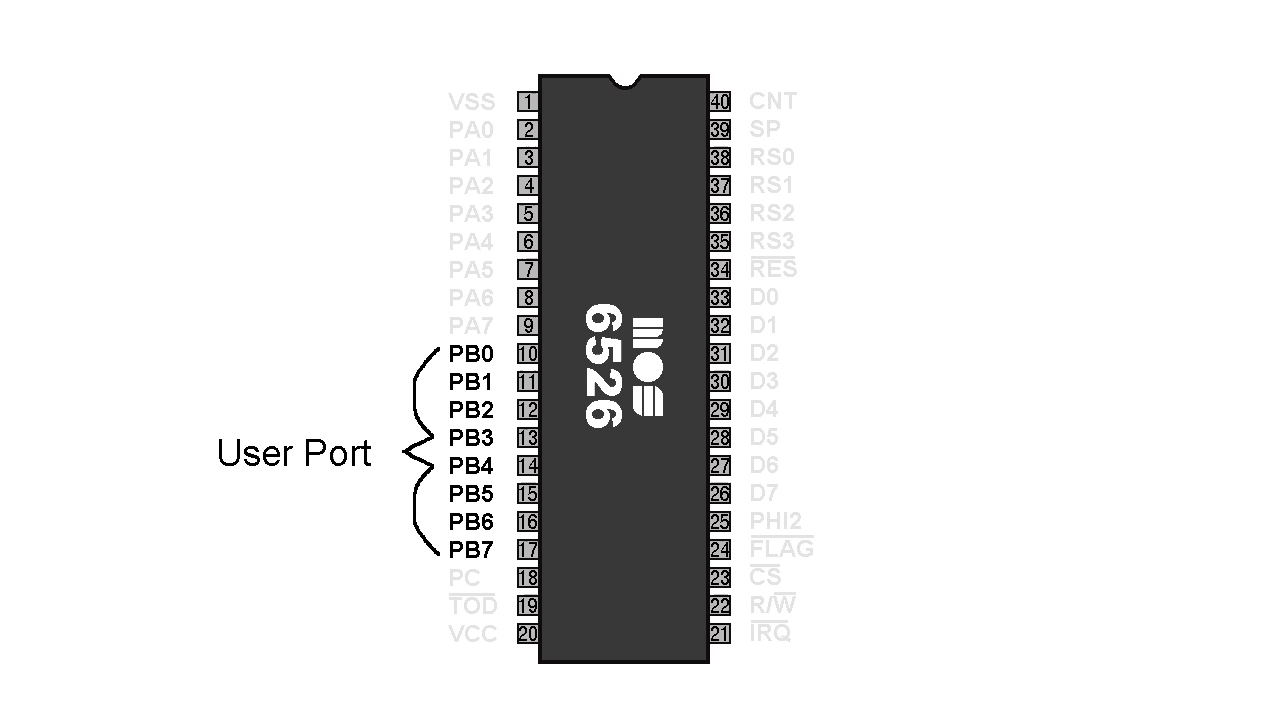 VSS 1 40 CNT
PA0 2 39 SP
PA1 3 38 RS0
PA2 4 37 RS1
PA3 5 36 RS2
PA4 6 35 RS3
PA5 7 34 RES
PA6 8 33 D0
PA7 9 32 D1
PB0 10 31 D2
PB1 11 30 D3
PB2 12 29 D4
PB3 13 28 D5
PB4 14 27 D6
PB5 15 26 D7
PB6 16 25 PHI2
PB7 17 24 FLAG
PC 18 23 CS
TOD 19 22 R/W
VCC 20 21 IRQ
User Port
MOS
6526